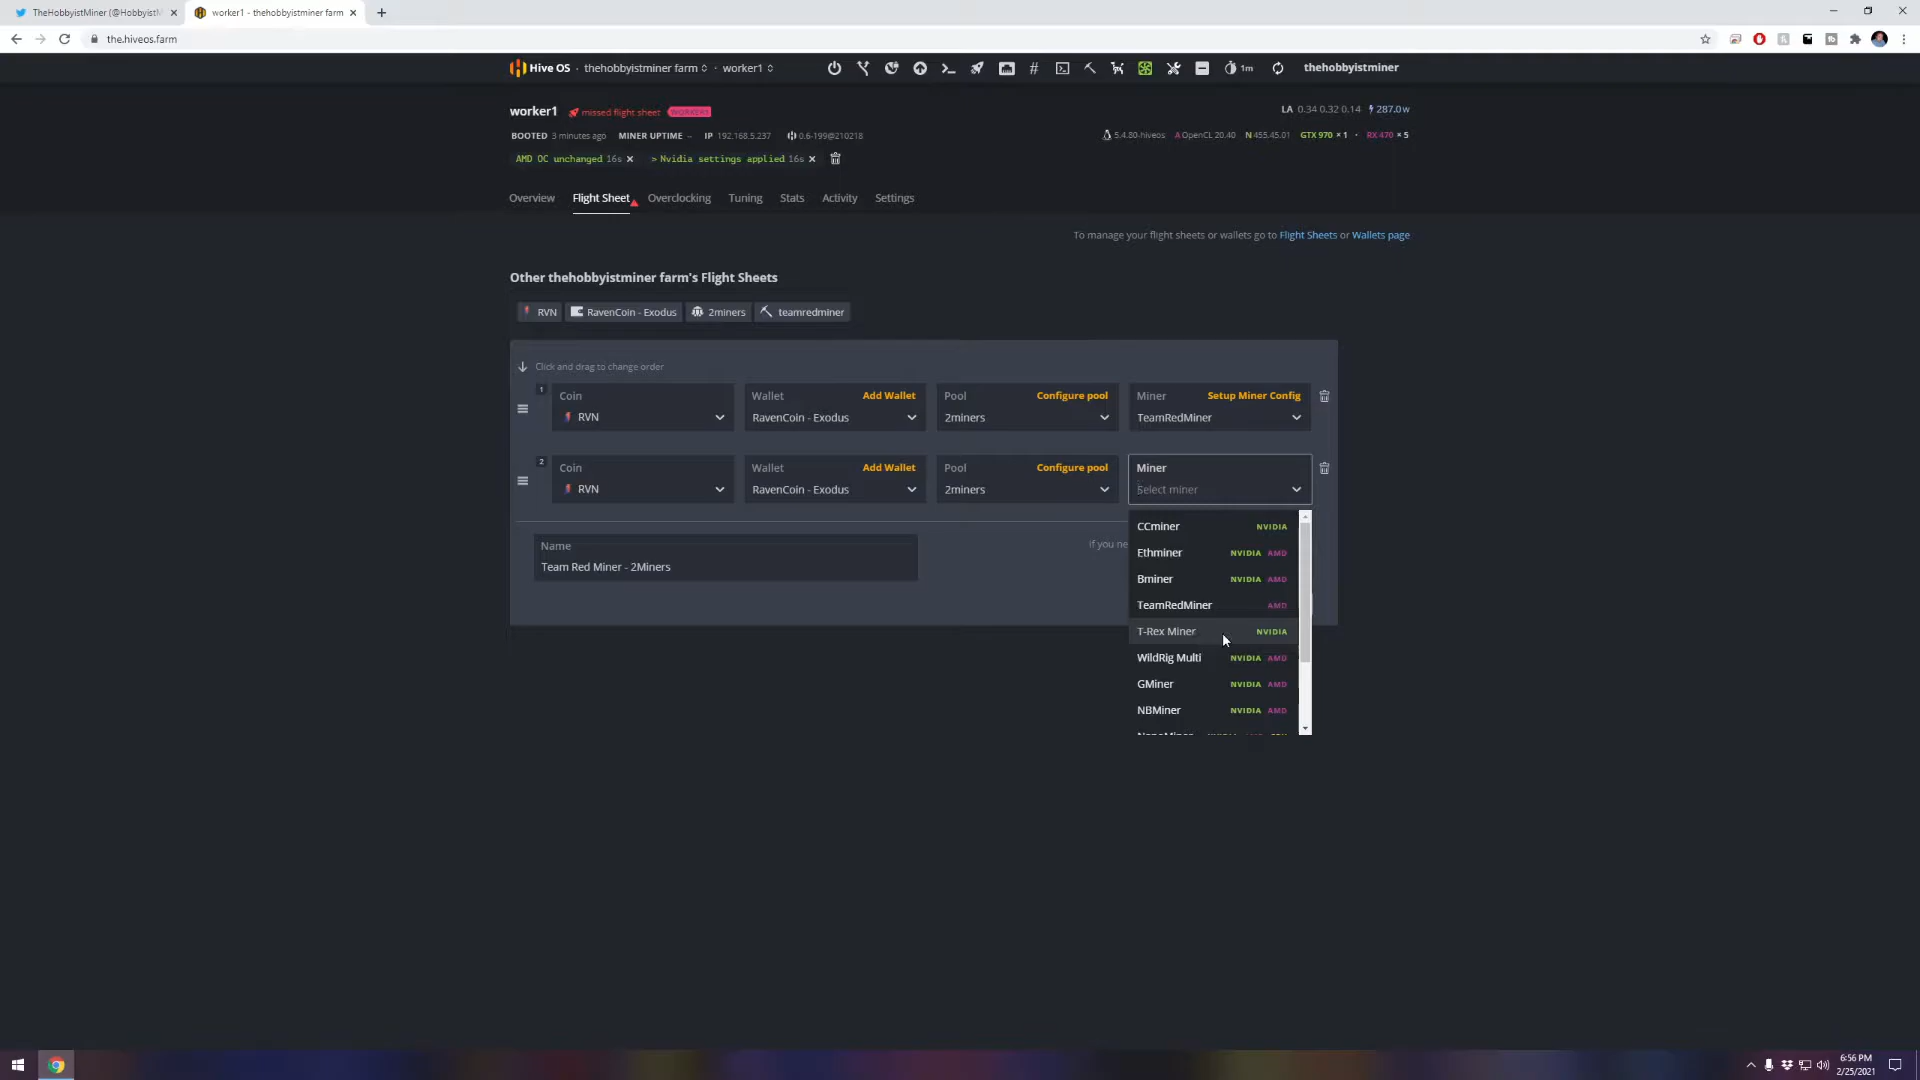 TheHobbyistMiner (@HobbyistM
worker1 - thehobbyistminer farm
the.hiveos.farm
Hive OS · thehobbyistminer farm · worker1
1m
thehobbyistminer
worker1 missed flight sheet WORKERS
LA 0.34 0.32 0.14 287.0w
BOOTED 3 minutes ago MINER UPTIME – IP 192.168.5.237 0.6-199@210218
5.4.80-hiveos A OpenCL 20.40 N 455.45.01 GTX 970 × 1 · RX 470 × 5
AMD OC unchanged 16s × > Nvidia settings applied 16s ×
Overview Flight Sheet Overclocking Tuning Stats Activity Settings
To manage your flight sheets or wallets go to Flight Sheets or Wallets page
Other thehobbyistminer farm's Flight Sheets
RVN RavenCoin - Exodus 2miners teamredminer
Click and drag to change order
1 Coin Wallet Add Wallet Pool Configure pool Miner Setup Miner Config
RVN RavenCoin - Exodus 2miners TeamRedMiner
2 Coin Wallet Add Wallet Pool Configure pool Miner
RVN RavenCoin - Exodus 2miners Select miner
CCminer NVIDIA
Name if you ne
Ethminer NVIDIA AMD
Team Red Miner - 2Miners
Bminer NVIDIA AMD
TeamRedMiner AMD
T-Rex Miner NVIDIA
WildRig Multi NVIDIA AMD
GMiner NVIDIA AMD
NBMiner NVIDIA AMD
6:56 PM
2/25/2021